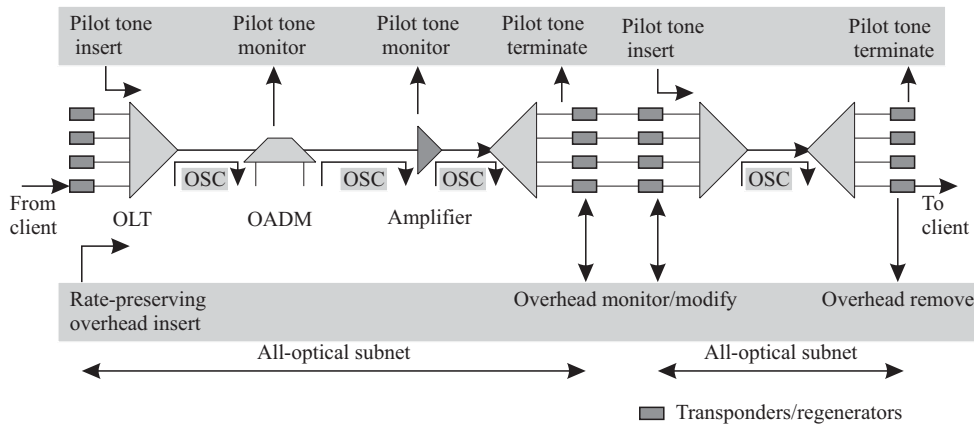 Pilot tone
insert
Pilot tone
monitor
Pilot tone
monitor
Pilot tone
terminate
Pilot tone
insert
Pilot tone
terminate
OSC
OSC
OSC
OSC
From
client
OLT
OADM
Amplifier
To
client
Rate-preserving
overhead insert
Overhead monitor/modify
Overhead remove
All-optical subnet
All-optical subnet
Transponders/regenerators